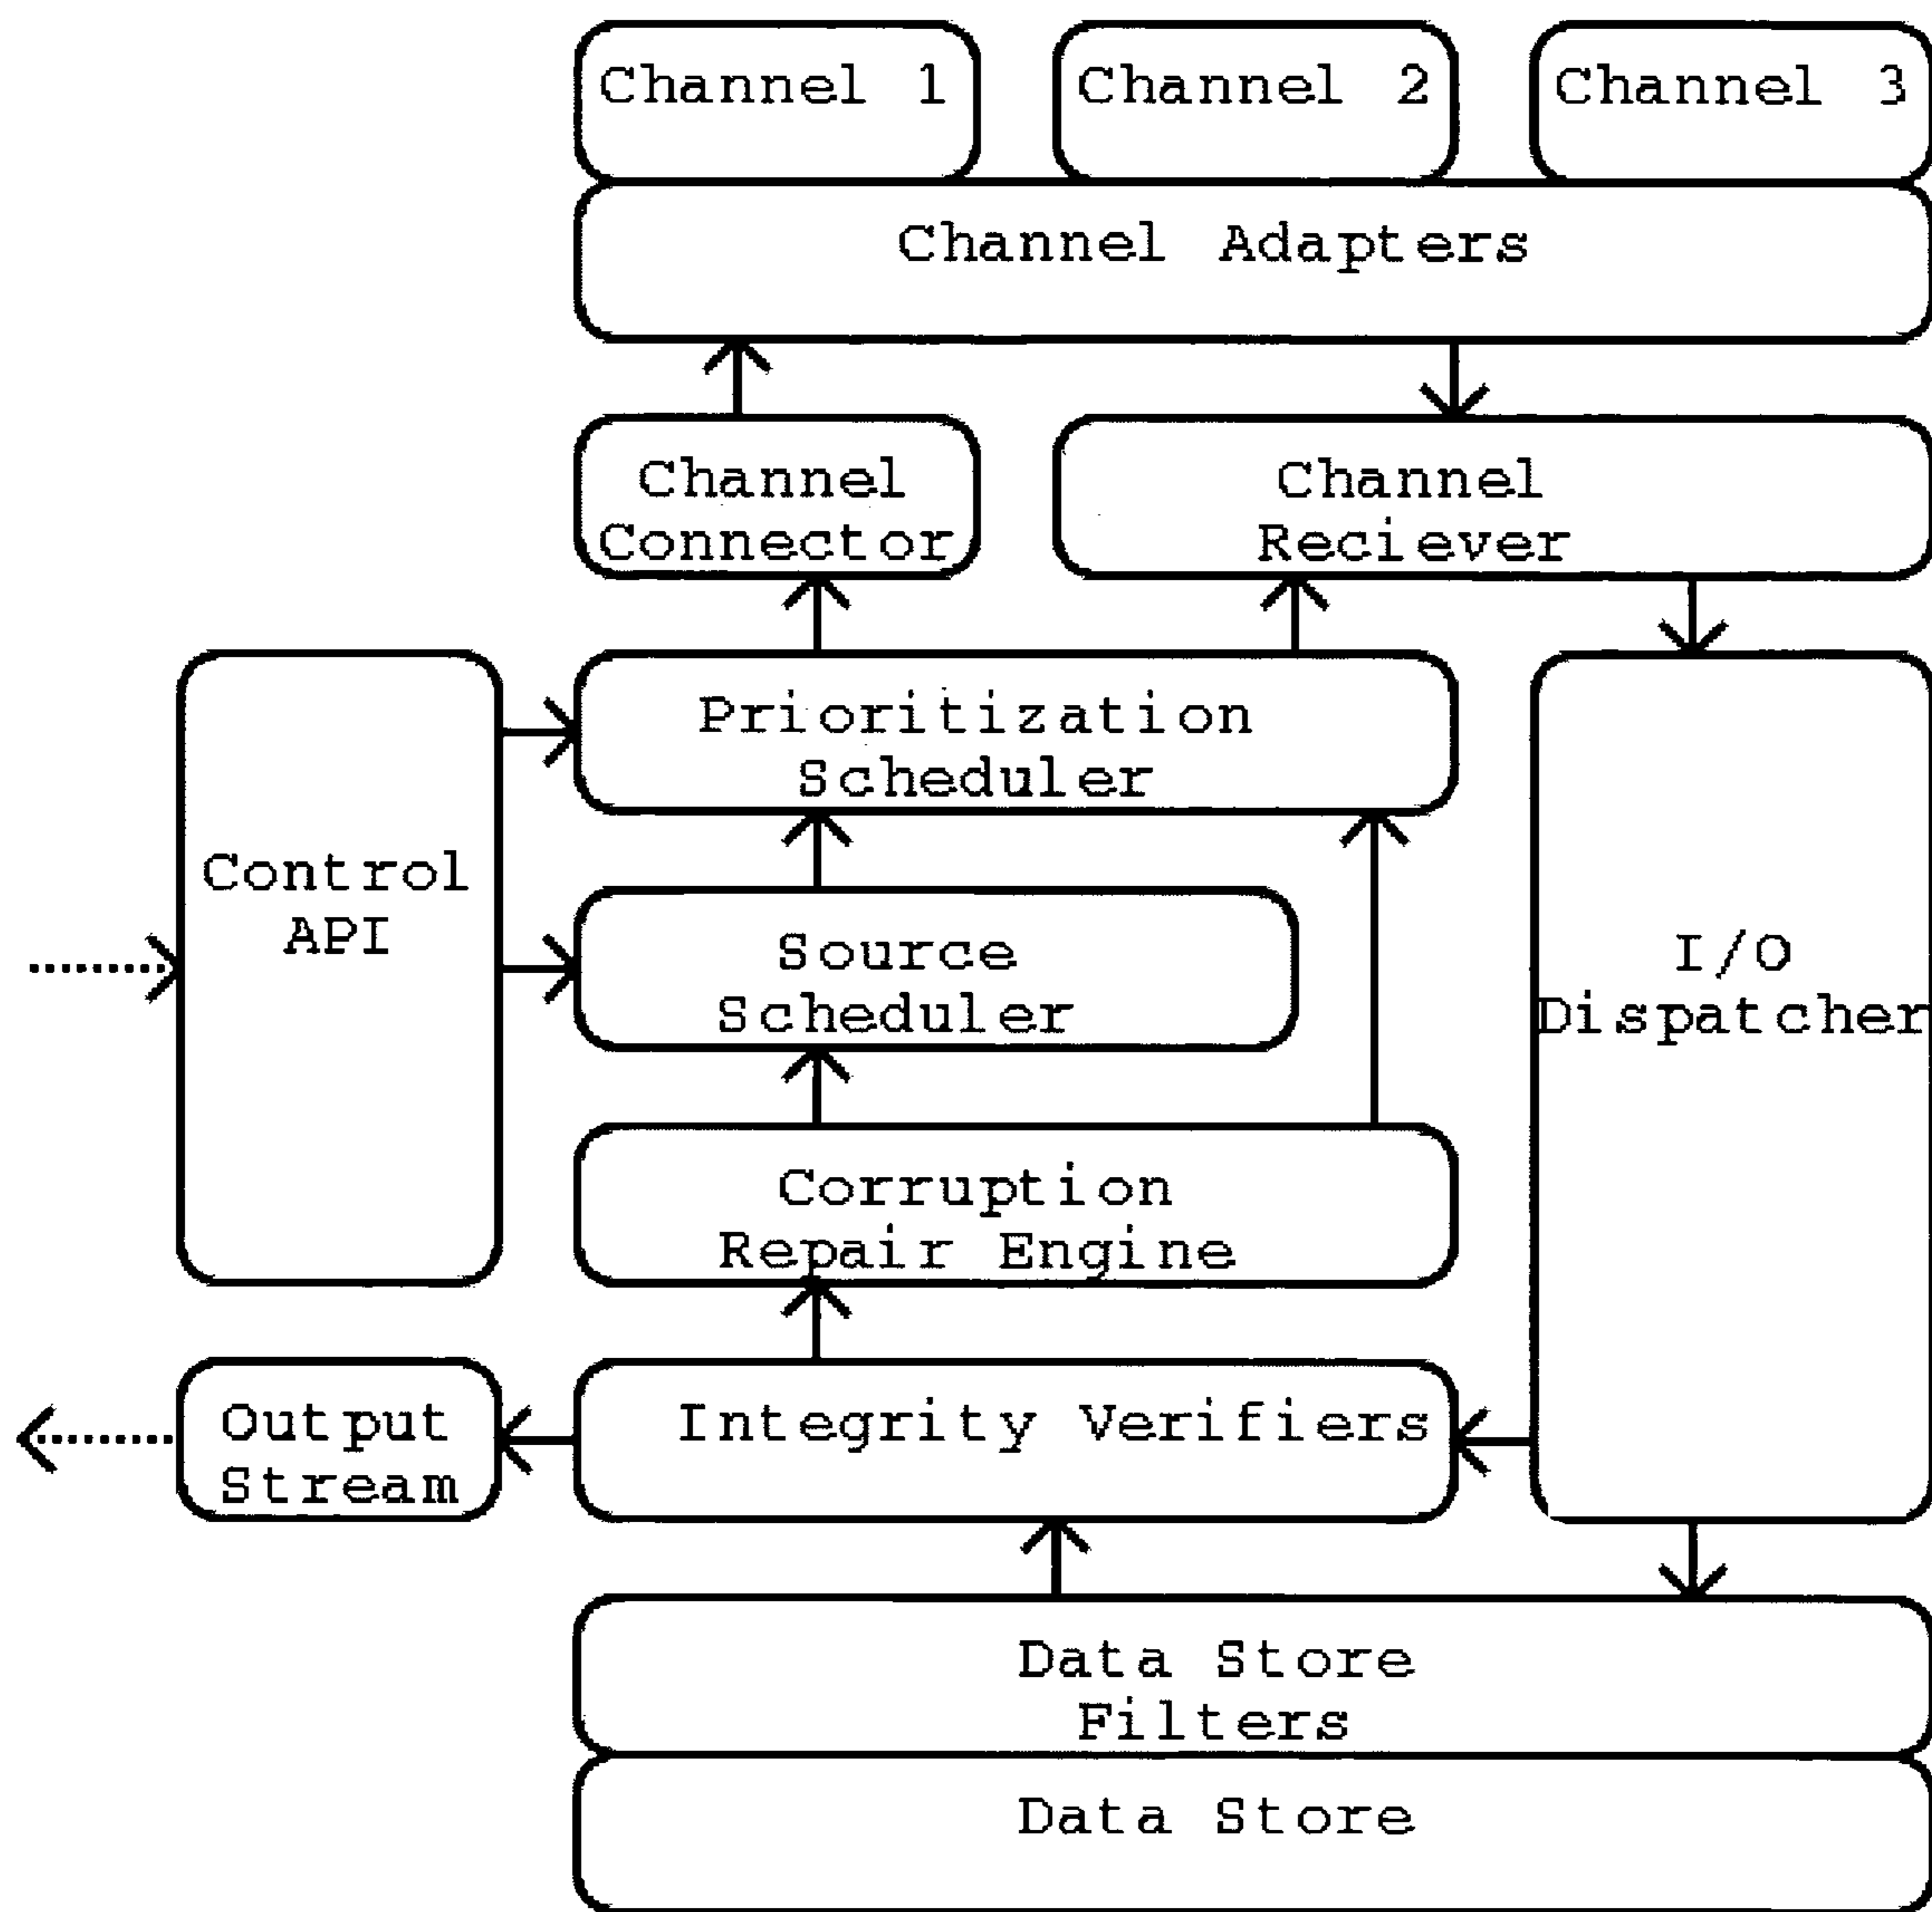 Channel 1
Channel 2
Channel 3
Channel Adapters
Channel
Connector
Channel
Reciever
Prioritization
Scheduler
Control
API
Source
Scheduler
I/O
Dispatcher
Corruption
Repair Engine
Output
Stream
Integrity Verifiers
Data Store
Filters
Data Store